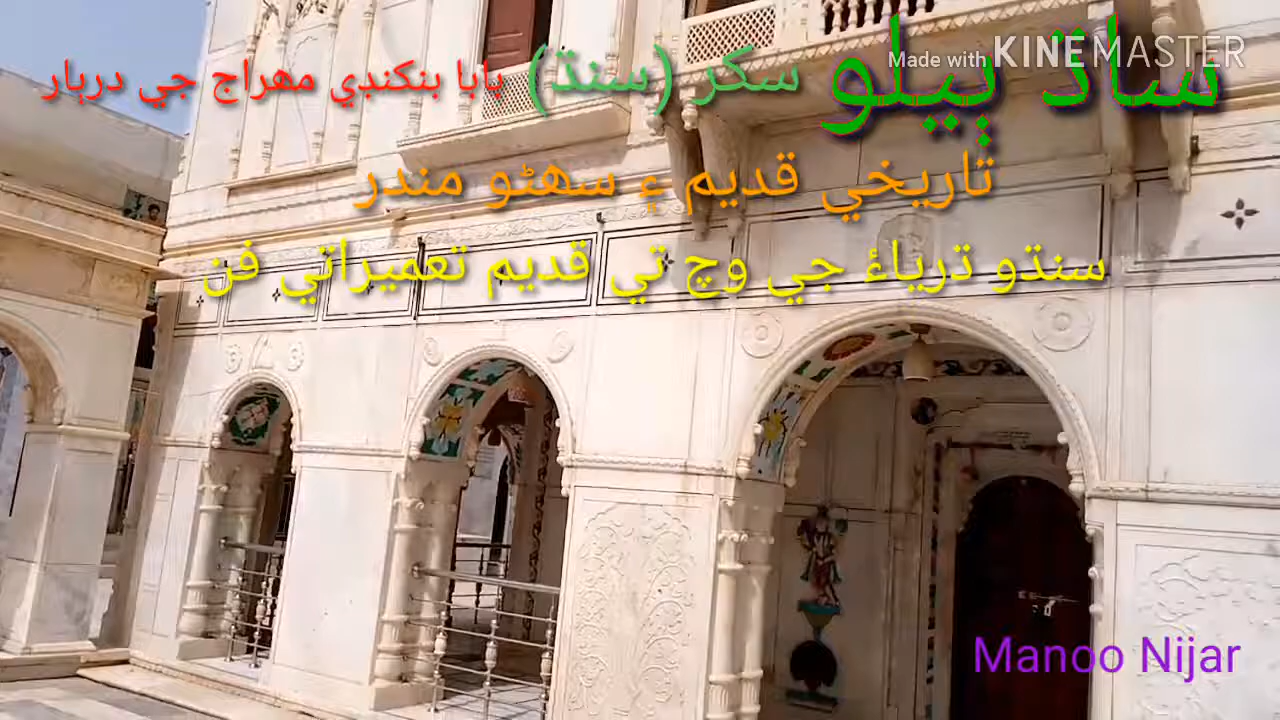 Made with KINEMASTER
ساڌ ٻيلو سکر (سنڌ) بابا بنکنڊي مهراج جي درٻار
تاريخي قديم ۽ سهڻو مندر
سنڌو درياءُ جي وچ تي قديم تعميراتي فن
Manoo Nijar